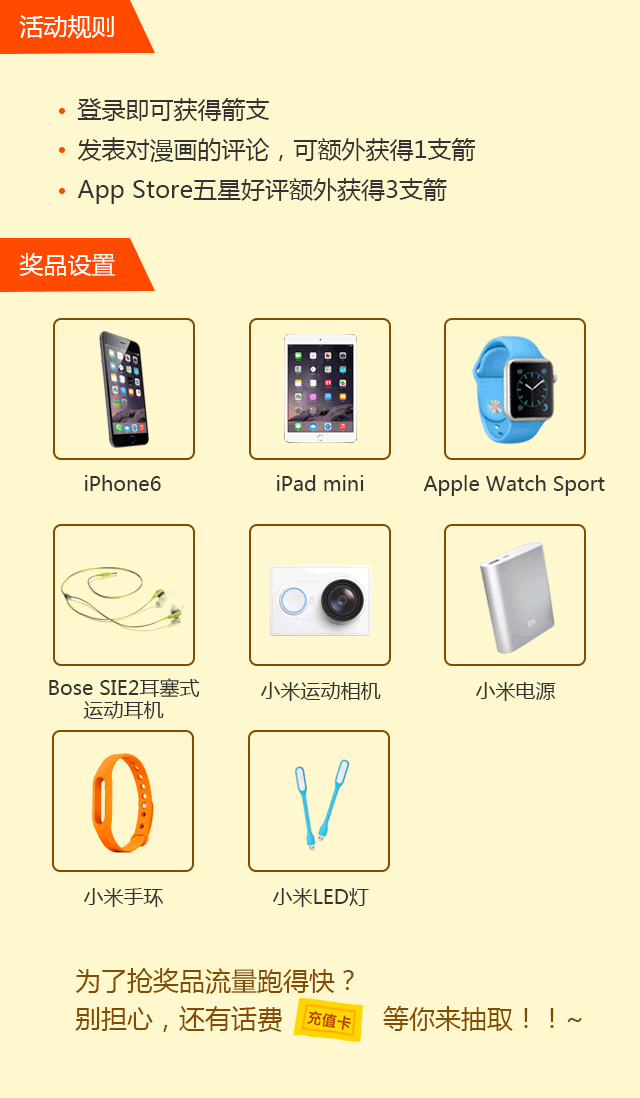 活动规则
登录即可获得箭支
发表对漫画的评论，可额外获得1支箭
App Store五星好评额外获得3支箭
奖品设置
iPhone6
iPad mini
Apple Watch Sport
Bose SIE2耳塞式
运动耳机
小米运动相机
小米电源
小米手环
小米LED灯
为了抢奖品流量跑得快？
别担心，还有话费 充值卡 等你来抽取！！~